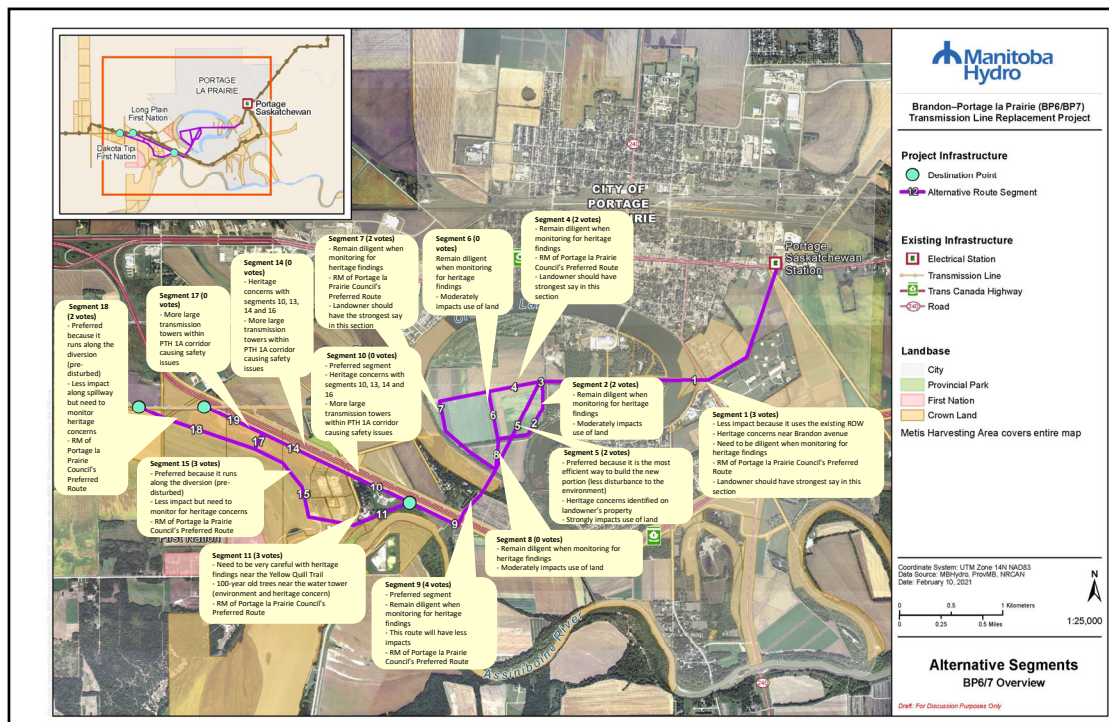 PORTAGE
LA PRAIRIE
Portage
Saskatchewan
Long Plain
First Nation
Dakota Tipi
First Nation
CITY OF
PORTAGE
PRAIRIE
240
Portage
Saskatchewan
Station
Segment 4 (2 votes)
- Remain diligent when
monitoring for heritage
findings
- RM of Portage la Prairie
Council's Preferred Route
- Landowner should have
strongest say in this
section
Segment 6 (0
votes)
Remain diligent
when monitoring
for heritage
findings
- Moderately
impacts use of
land
Segment 7 (2 votes)
- Remain diligent when
monitoring for heritage
findings
- RM of Portage la
Prairie Council's
Preferred Route
- Landowner should
have the strongest say
in this section
Segment 14 (0
votes)
- Heritage
concerns with
segments 10, 13,
14 and 16
- More large
transmission
towers within
PTH 1A corridor
causing safety
issues
Segment 17 (0
votes)
- More large
transmission
towers within
PTH 1A corridor
causing safety
issues
Segment 18
(2 votes)
- Preferred
because it
runs along the
diversion (pre-
disturbed)
- Less impact
along spillway
but need to
monitor
heritage
concerns
- RM of
Portage la
Prairie
Council's
Preferred
Route
Segment 10 (0 votes)
- Preferred segment
- Heritage concerns with
segments 10, 13, 14 and
16
- More large
transmission towers
within PTH 1A corridor
causing safety issues
Segment 2 (2 votes)
- Remain diligent when
monitoring for heritage
findings
- Moderately impacts
use of land
Segment 1 (3 votes)
- Less impact because it uses the existing ROW
- Heritage concerns near Brandon avenue
- Need to be diligent when monitoring for
heritage findings
- RM of Portage la Prairie Council's Preferred
Route
- Landowner should have strongest say in this
section
Segment 5 (2 votes)
- Preferred because it is the most
efficient way to build the new
portion (less disturbance to the
environment)
- Heritage concerns identified on
landowner's property
- Strongly impacts use of land
Segment 15 (3 votes)
- Preferred because it runs
along the diversion (pre-
disturbed)
- Less impact but need to
monitor for heritage concerns
- RM of Portage la Prairie
Council's Preferred Route
First Nation
Segment 8 (0 votes)
- Remain diligent when monitoring for
heritage findings
- Moderately impacts use of land
Segment 11 (3 votes)
- Need to be very careful with heritage
findings near the Yellow Quill Trail
- 100-year old trees near the water tower
(environment and heritage concern)
- RM of Portage la Prairie Council's
Preferred Route
Segment 9 (4 votes)
- Preferred segment
- Remain diligent when
monitoring for heritage
findings
- This route will have less
impacts
- RM of Portage la Prairie
Council's Preferred Route
1
2
3
4
5
6
7
8
9
10
11
14
15
17
18
19
Assiniboine River
240
Manitoba
Hydro
Brandon–Portage la Prairie (BP6/BP7)
Transmission Line Replacement Project
Project Infrastructure
Destination Point
12 Alternative Route Segment
Existing Infrastructure
Electrical Station
Transmission Line
Trans Canada Highway
240 Road
Landbase
City
Provincial Park
First Nation
Crown Land
Metis Harvesting Area covers entire map
Coordinate System: UTM Zone 14N NAD83
Data Source: MBHydro, ProvMB, NRCAN
Date: February 10, 2021
N
0 0.5 1 Kilometers
0 0.25 0.5 Miles
1:25,000
Alternative Segments
BP6/7 Overview
Draft: For Discussion Purposes Only